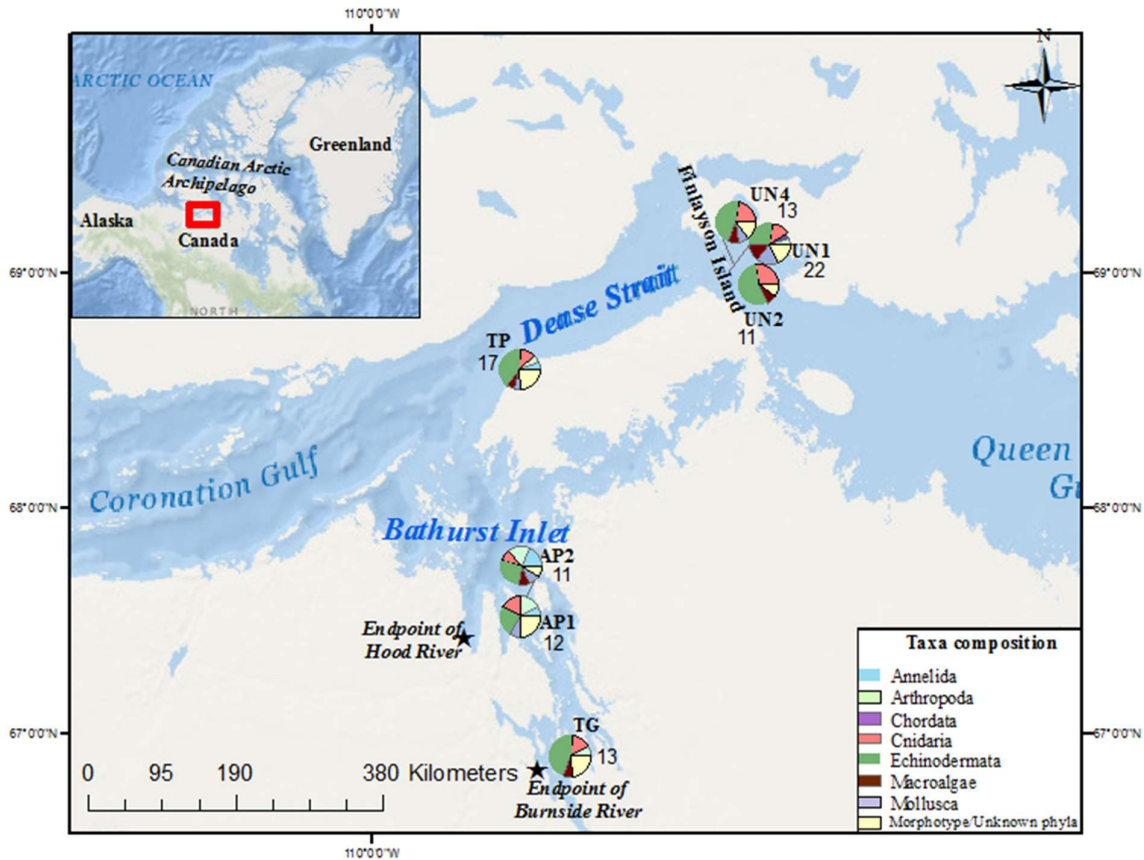 110°0'0"W
N
ARCTIC OCEAN
Greenland
Canadian Arctic
Archipelago
Alaska
Canada
NORTH
Finlayson Island
UN4
13
UN1
22
UN2
11
69°0'0"N
69°0'0"N
Dease Strait
TP
17
Queen
Coronation Gulf
68°0'0"N
68°0'0"N
Bathurst Inlet
AP2
11
AP1
12
Endpoint of
Hood River
TG
13
67°0'0"N
67°0'0"N
0 95 190 380 Kilometers
Endpoint of
Burnside River
Taxa composition
Annelida
Arthropoda
Chordata
Cnidaria
Echinodermata
Macroalgae
Mollusca
Morphotype/Unknown phyla
110°0'0"W